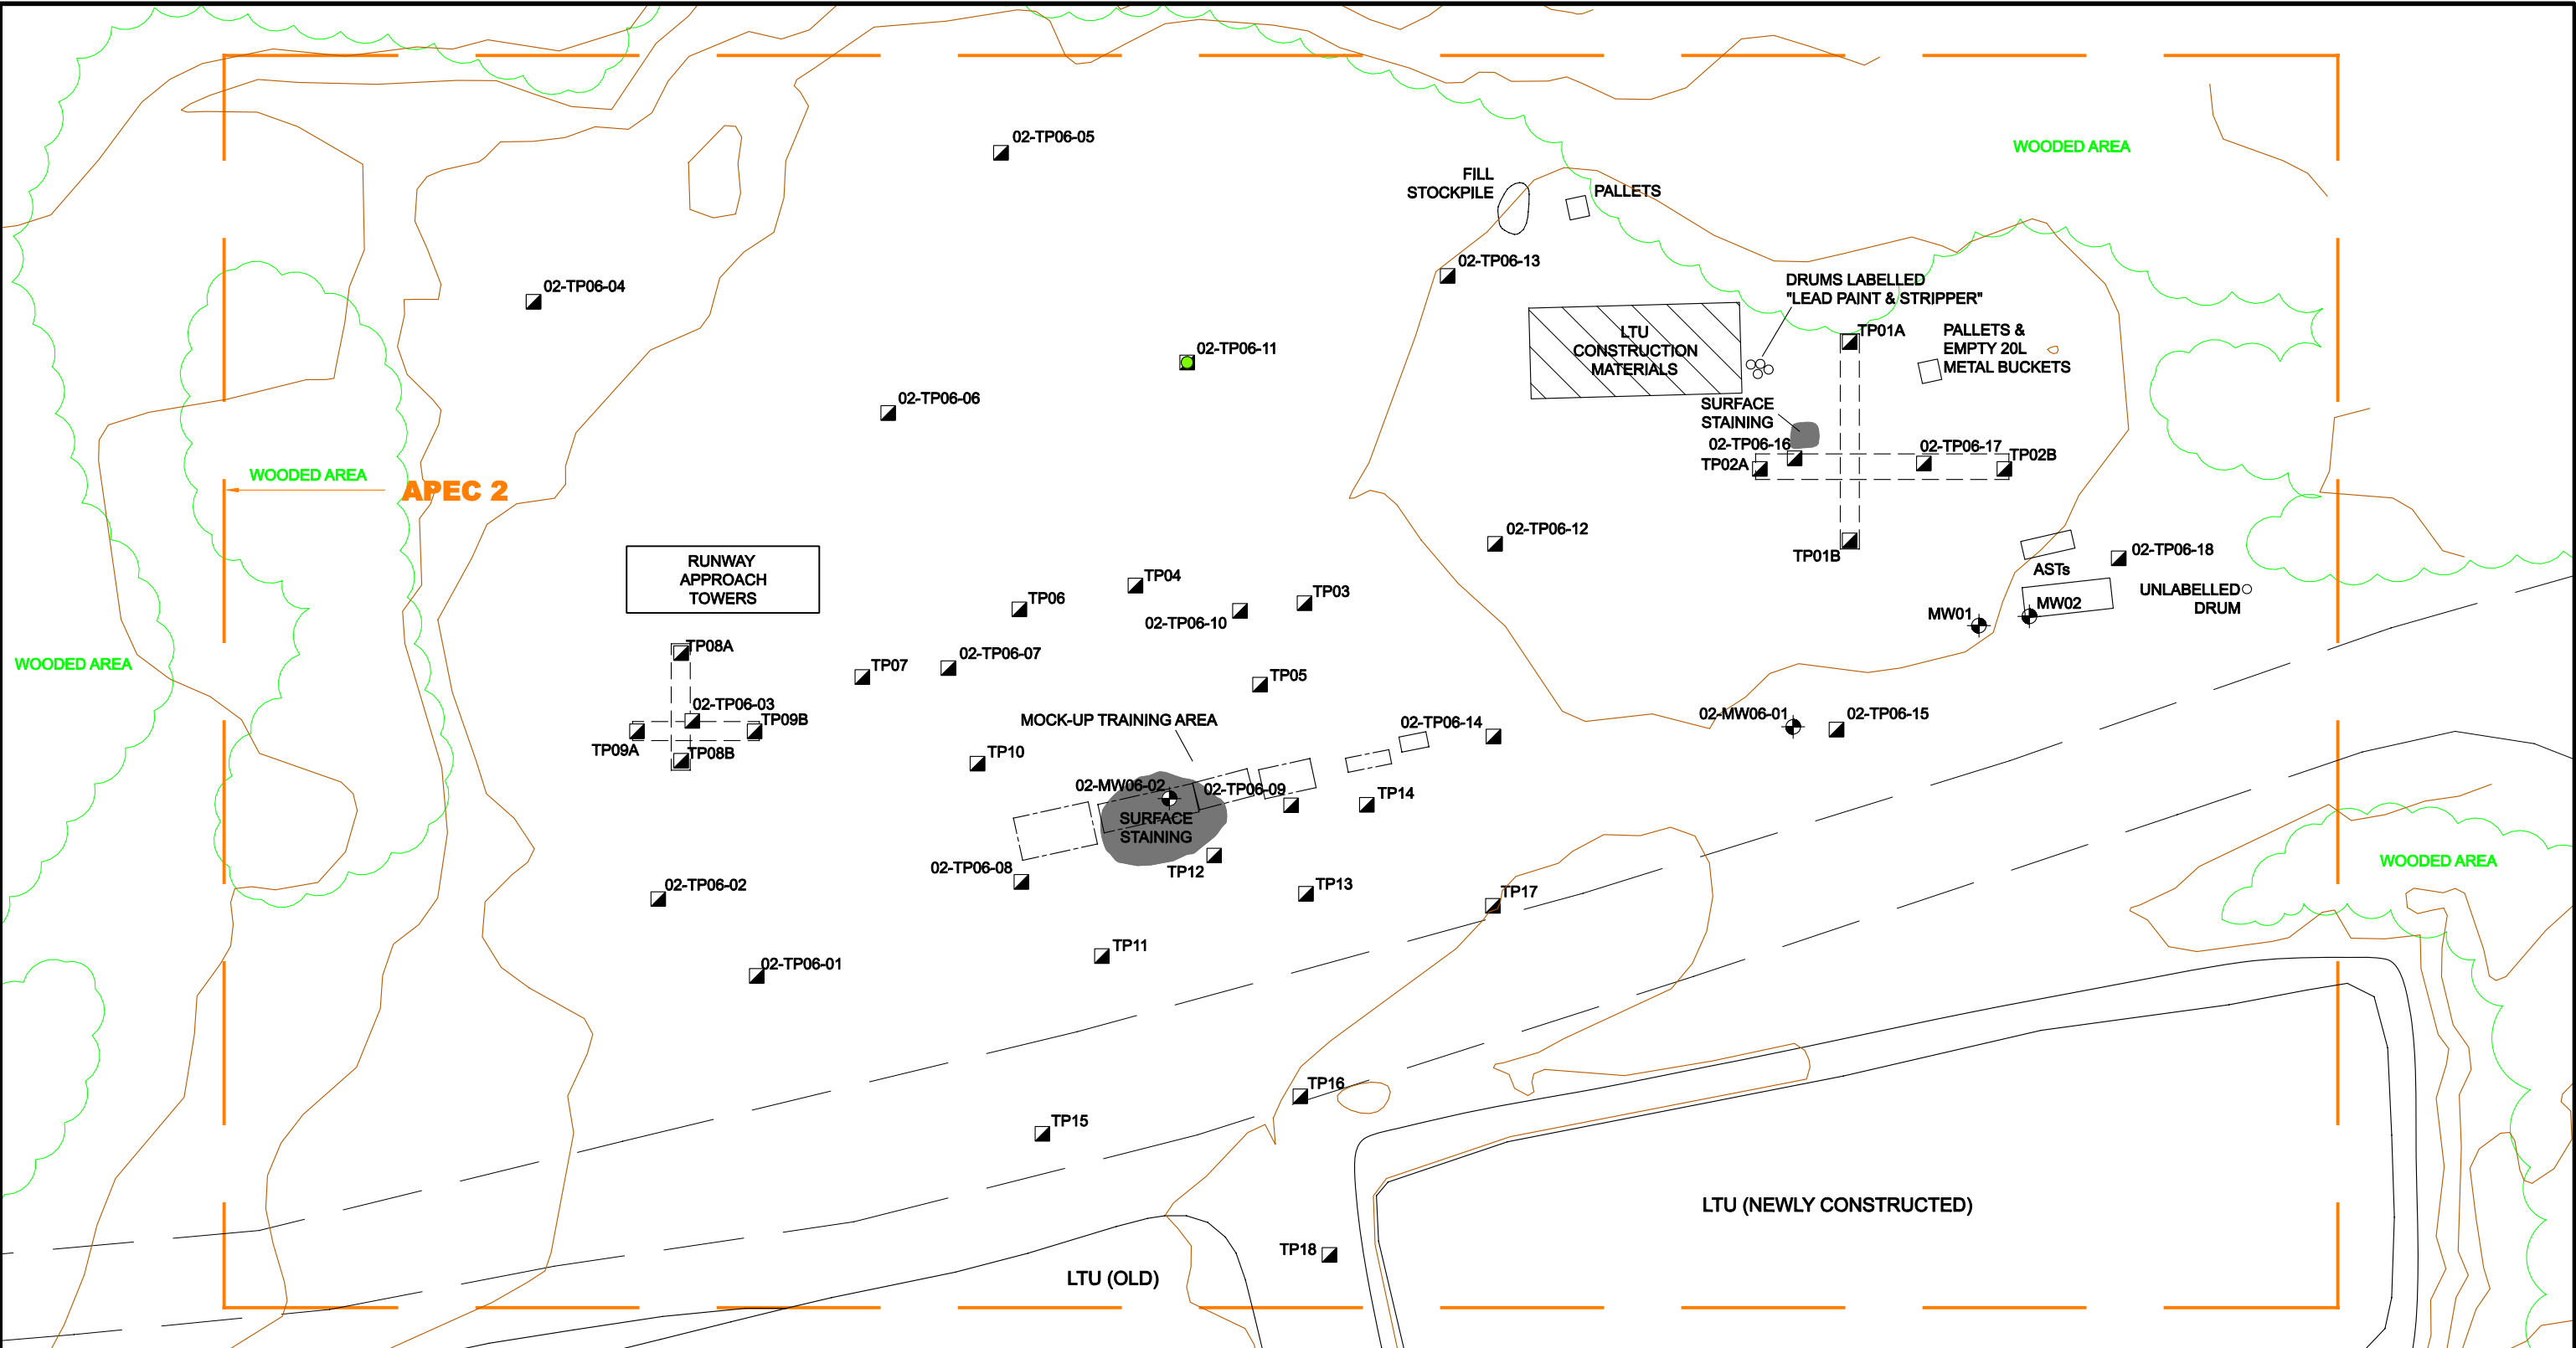 02-TP06-05
WOODED AREA
FILL
STOCKPILE
PALLETS
02-TP06-13
02-TP06-04
DRUMS LABELLED
"LEAD PAINT & STRIPPER"
02-TP06-11
LTU
CONSTRUCTION
MATERIALS
TP01A
PALLETS &
EMPTY 20L
METAL BUCKETS
02-TP06-06
SURFACE
STAINING
02-TP06-16
02-TP06-17
TP02A
TP02B
WOODED AREA
APEC 2
02-TP06-12
TP01B
02-TP06-18
RUNWAY
APPROACH
TOWERS
ASTs
UNLABELLED
DRUM
TP04
TP06
TP03
02-TP06-10
MW01
MW02
WOODED AREA
TP08A
TP07
02-TP06-07
TP05
02-TP06-03
TP09B
TP09A
TP08B
MOCK-UP TRAINING AREA
02-TP06-14
02-MW06-01
02-TP06-15
TP10
02-MW06-02
02-TP06-09
TP14
SURFACE
STAINING
WOODED AREA
02-TP06-08
TP12
TP13
TP17
02-TP06-02
TP11
02-TP06-01
TP16
TP15
LTU (NEWLY CONSTRUCTED)
TP18
LTU (OLD)